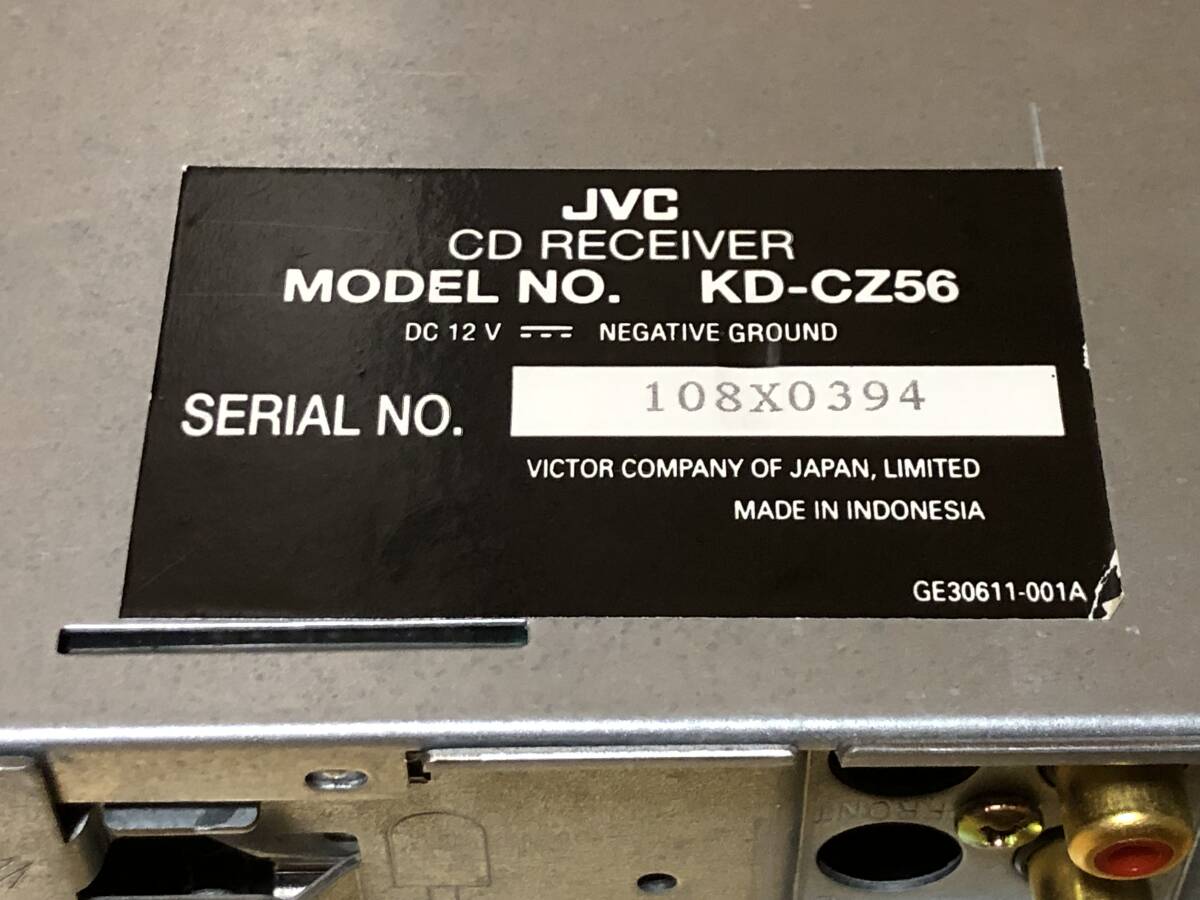 JVC
CD RECEIVER
MODEL NO. KD-CZ56
DC 12 V ⎓ NEGATIVE GROUND
SERIAL NO. 108X0394
VICTOR COMPANY OF JAPAN, LIMITED
MADE IN INDONESIA
GE30611-001A
FRONT